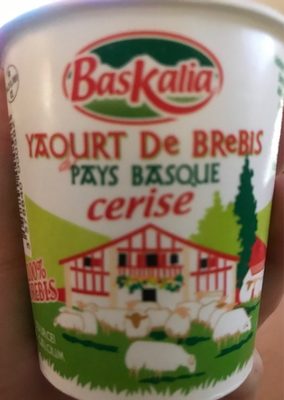 Baskalia
YAOURT De BReBIS
du
PAYS BASQUE
cerise
100%
BREBIS